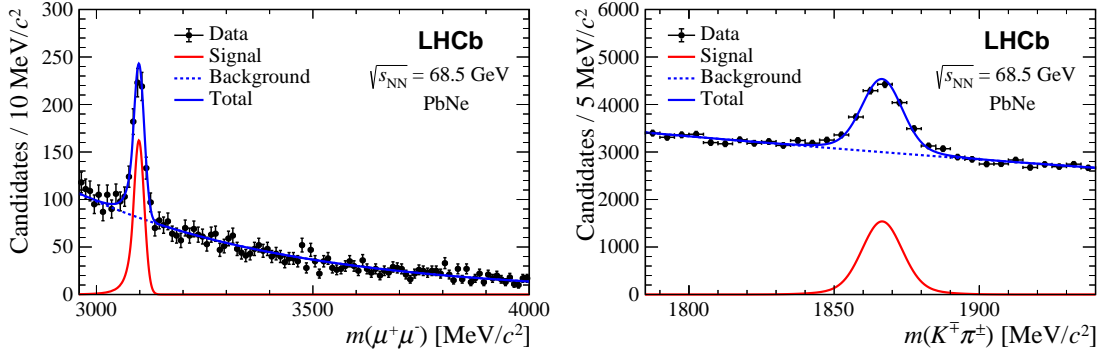 300
250
200
150
100
50
0
Candidates / 10 MeV/c²
Data
Signal
Background
Total
LHCb
√s_NN = 68.5 GeV
PbNe
3000
3500
4000
m(μ⁺μ⁻) [MeV/c²]
6000
5000
4000
3000
2000
1000
0
Candidates / 5 MeV/c²
Data
Signal
Background
Total
LHCb
√s_NN = 68.5 GeV
PbNe
1800
1850
1900
m(K∓π±) [MeV/c²]